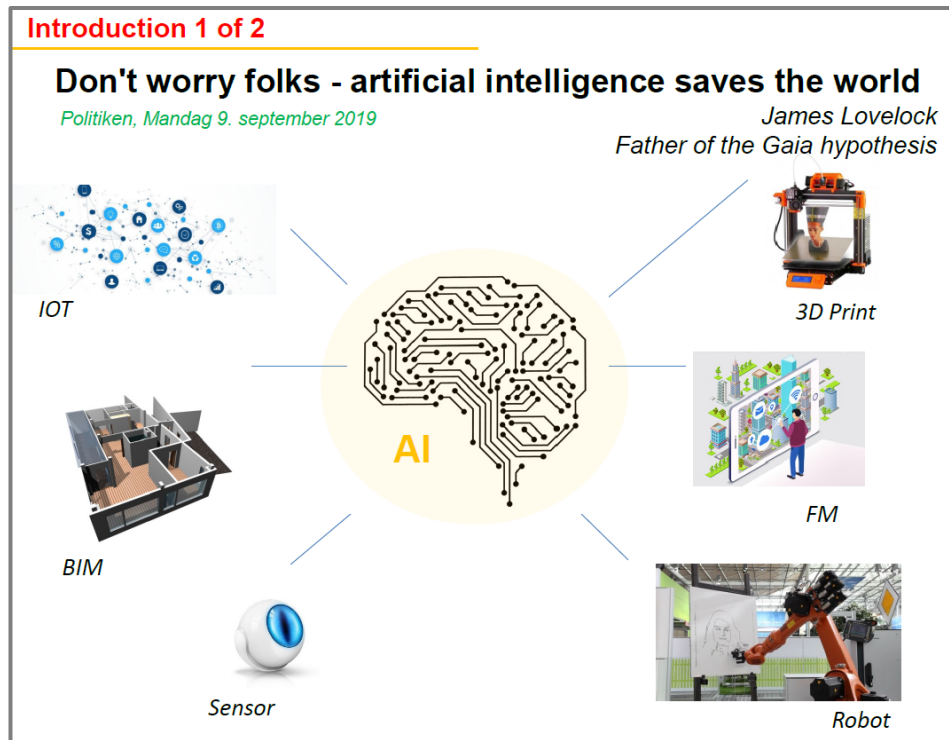 Introduction 1 of 2
Don't worry folks - artificial intelligence saves the world
Politiken, Mandag 9. september 2019
James Lovelock
Father of the Gaia hypothesis
IOT
3D Print
AI
BIM
FM
Sensor
Robot